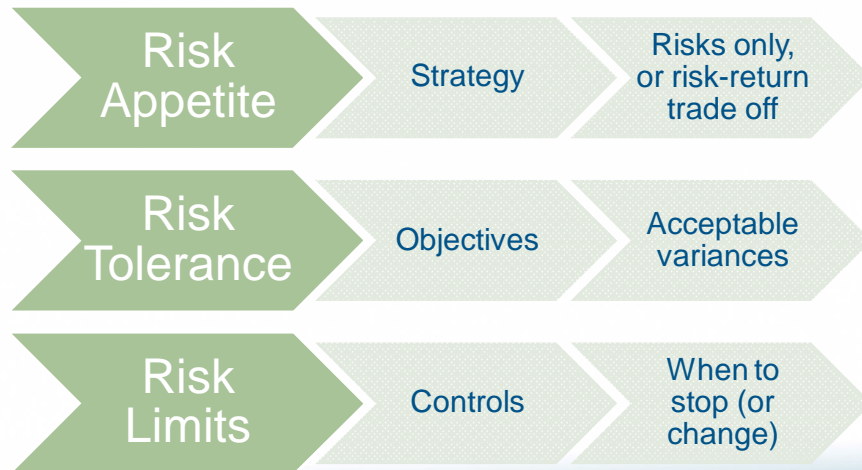 Risk
Appetite
Strategy
Risks only,
or risk-return
trade off
Risk
Tolerance
Objectives
Acceptable
variances
Risk
Limits
Controls
When to
stop (or
change)